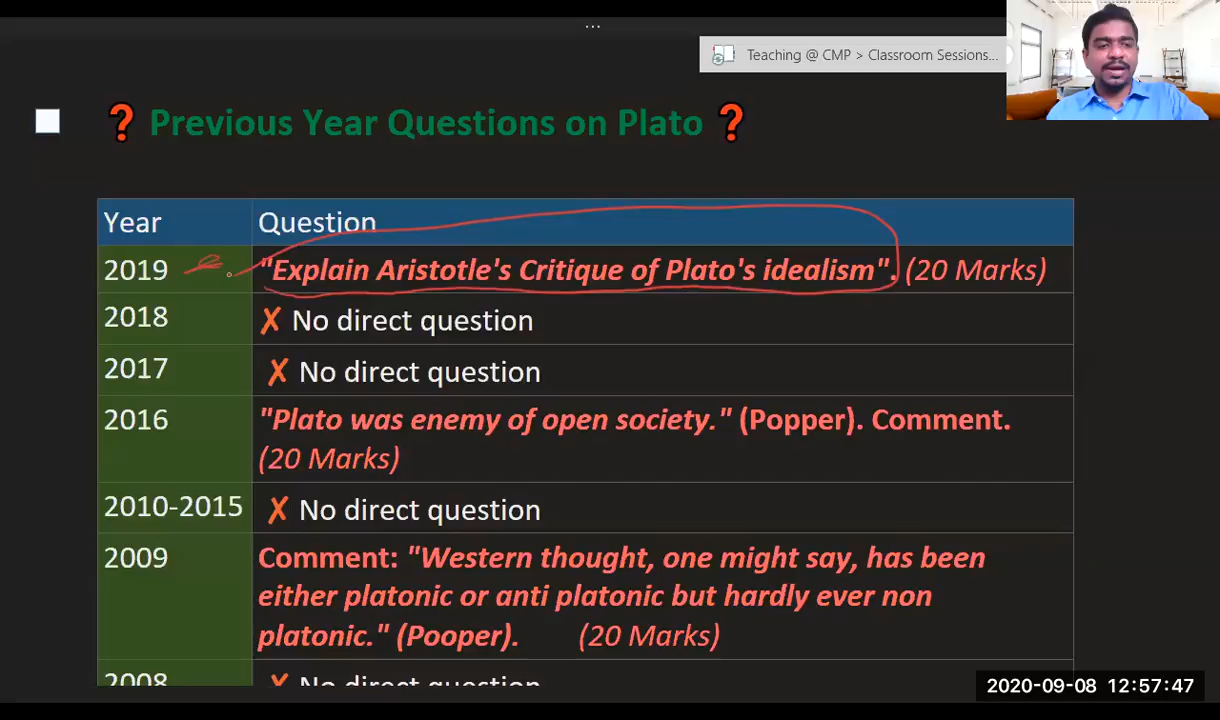 ...
Teaching @ CMP > Classroom Sessions...
❓ Previous Year Questions on Plato ❓
Year Question
2019 "Explain Aristotle's Critique of Plato's idealism". (20 Marks)
2018 ✗ No direct question
2017 ✗ No direct question
2016 "Plato was enemy of open society." (Popper). Comment.
(20 Marks)
2010-2015 ✗ No direct question
2009 Comment: "Western thought, one might say, has been
either platonic or anti platonic but hardly ever non
platonic." (Pooper). (20 Marks)
2008 ✗ No direct question
2020-09-08 12:57:47